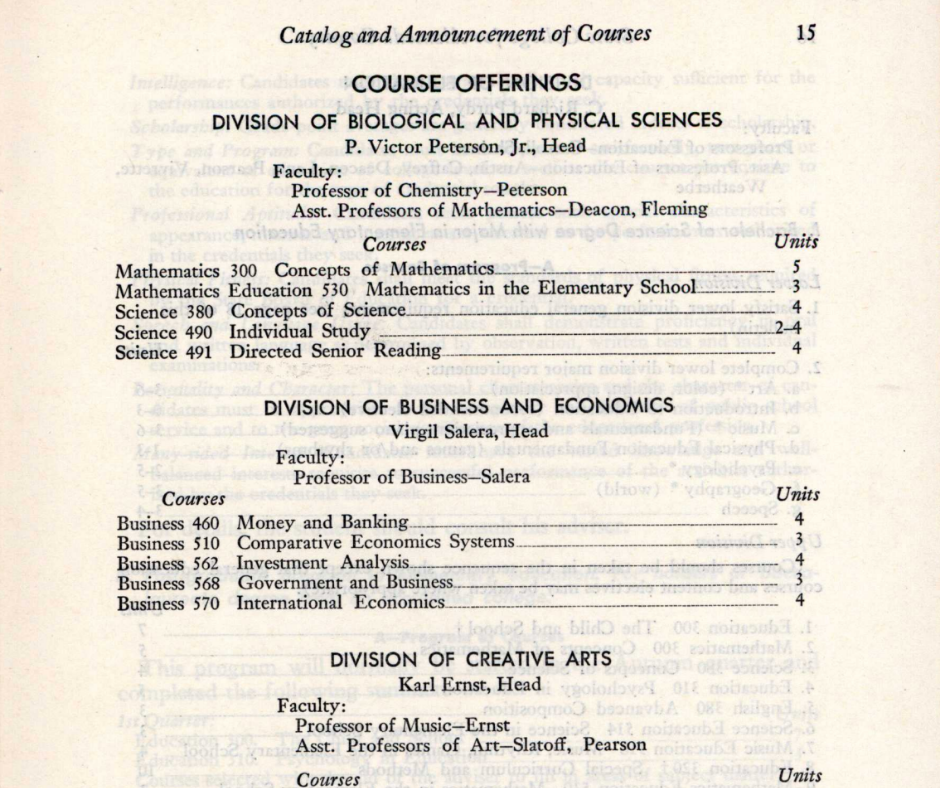 Catalog and Announcement of Courses 15
COURSE OFFERINGS
DIVISION OF BIOLOGICAL AND PHYSICAL SCIENCES
P. Victor Peterson, Jr., Head
Faculty:
Professor of Chemistry—Peterson
Asst. Professors of Mathematics—Deacon, Fleming
Courses Units
Mathematics 300 Concepts of Mathematics 5
Mathematics Education 530 Mathematics in the Elementary School 3
Science 380 Concepts of Science 4
Science 490 Individual Study 2-4
Science 491 Directed Senior Reading 4
DIVISION OF BUSINESS AND ECONOMICS
Virgil Salera, Head
Faculty:
Professor of Business—Salera
Courses Units
Business 460 Money and Banking 4
Business 510 Comparative Economics Systems 4
Business 562 Investment Analysis 4
Business 568 Government and Business 3
Business 570 International Economics 4
DIVISION OF CREATIVE ARTS
Karl Ernst, Head
Faculty:
Professor of Music—Ernst
Asst. Professors of Art—Slatoff, Pearson
Courses Units